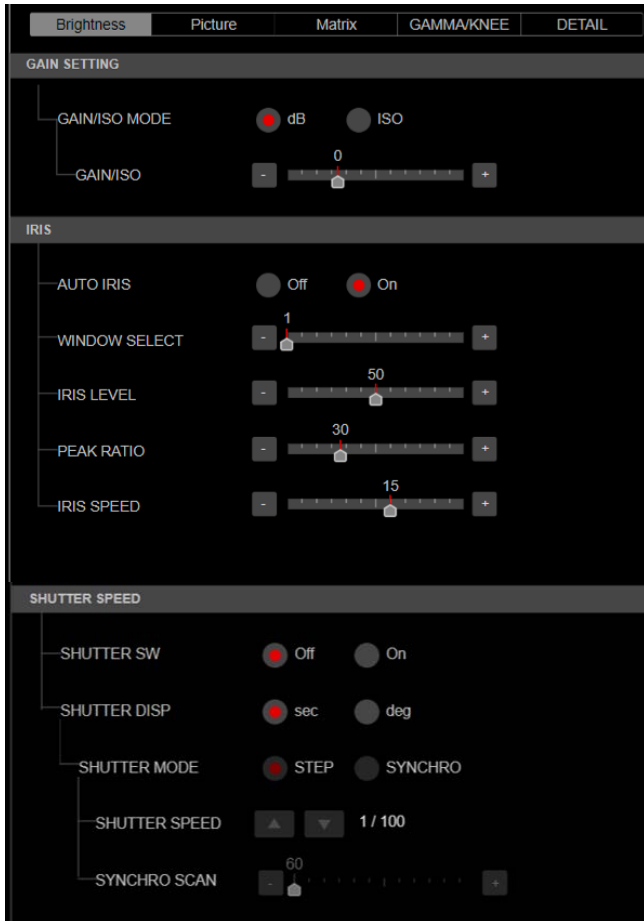 Brightness Picture Matrix GAMMA/KNEE DETAIL
GAIN SETTING
GAIN/ISO MODE dB ISO
0
GAIN/ISO - +
IRIS
AUTO IRIS Off On
1
WINDOW SELECT - +
50
IRIS LEVEL - +
30
PEAK RATIO - +
15
IRIS SPEED - +
SHUTTER SPEED
SHUTTER SW Off On
SHUTTER DISP sec deg
SHUTTER MODE STEP SYNCHRO
SHUTTER SPEED 1 / 100
60
SYNCHRO SCAN - +